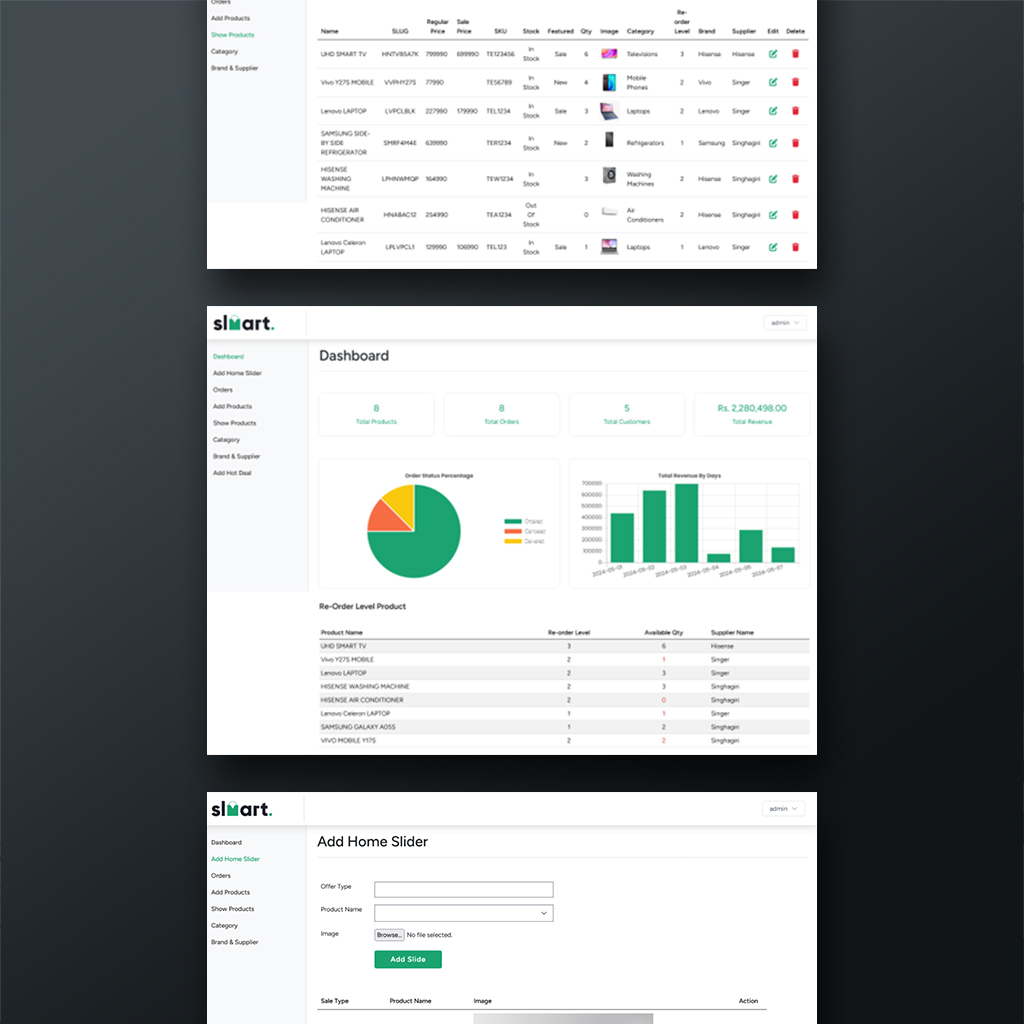 Orders
Add Products
Show Products
Category
Brand & Supplier
Name SLUG Regular Price Sale Price SKU Stock Featured Qty Image Category Re-order Level Brand Supplier Edit Delete
UHD SMART TV HNTVBSA7K 799990 699990 TE123456 In Stock Sale 6 Televisions 3 Hisense Hisense
Vivo Y27S MOBILE VVPHY27S 77990 TE56789 In Stock New 4 Mobile Phones 2 Vivo Singer
Lenovo LAPTOP LVPCLBLK 227990 179990 TEL1234 In Stock Sale 3 Laptops 2 Lenovo Singer
SAMSUNG SIDE-BY SIDE REFRIGERATOR SMRF4M4E 639990 TER1234 In Stock New 2 Refrigerators 1 Samsung Singhagiri
HISENSE WASHING MACHINE LPHNWMQP 164990 TEW1234 In Stock 3 Washing Machines 2 Hisense Singhagiri
HISENSE AIR CONDITIONER HNABAC12 254990 TEA1234 Out Of Stock 0 Air Conditioners 2 Hisense Singhagiri
Lenovo Celeron LAPTOP LPLVPCL1 129990 106990 TEL123 In Stock Sale 1 Laptops 1 Lenovo Singer
slmart.
admin
Dashboard
Add Home Slider
Orders
Add Products
Show Products
Category
Brand & Supplier
Add Hot Deal
Dashboard
8 8 5 Rs. 2,280,498.00
Total Products Total Orders Total Customers Total Revenue
Order Status Percentage
Ordered
Canceled
Delivered
Total Revenue By Days
700000
600000
500000
400000
300000
200000
100000
0
2024-05-01 2024-05-02 2024-05-03 2024-05-04 2024-05-06 2024-05-07
Re-Order Level Product
Product Name Re-order Level Available Qty Supplier Name
UHD SMART TV 3 6 Hisense
Vivo Y27S MOBILE 2 1 Singer
Lenovo LAPTOP 2 3 Singer
HISENSE WASHING MACHINE 2 3 Singhagiri
HISENSE AIR CONDITIONER 2 0 Singhagiri
Lenovo Celeron LAPTOP 1 1 Singer
SAMSUNG GALAXY A05S 1 2 Singhagiri
VIVO MOBILE Y17S 2 2 Singhagiri
slmart.
admin
Dashboard
Add Home Slider
Orders
Add Products
Show Products
Category
Brand & Supplier
Add Home Slider
Offer Type
Product Name
Image Browse... No file selected.
Add Slide
Sale Type Product Name Image Action